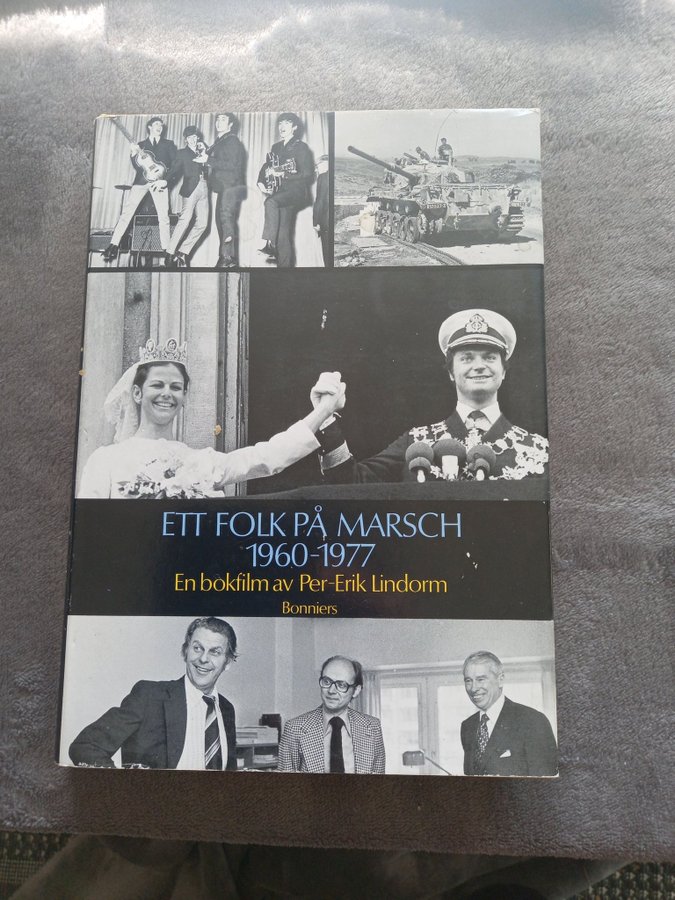 ETT FOLK PÅ MARSCH
1960-1977
En bokfilm av Per-Erik Lindorm
Bonniers